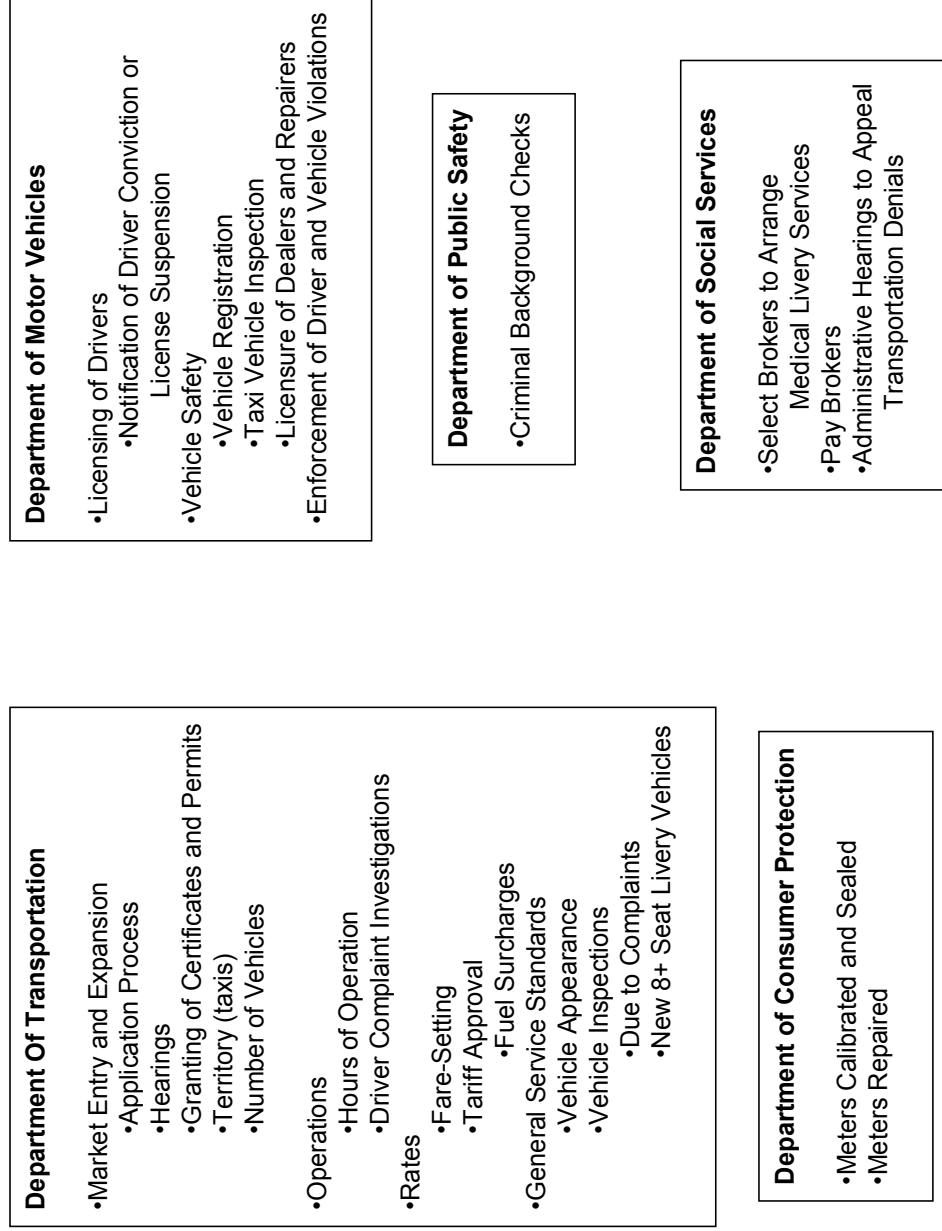 Department Of Transportation
•Market Entry and Expansion
•Application Process
•Hearings
•Granting of Certificates and Permits
•Territory (taxis)
•Number of Vehicles
•Operations
•Hours of Operation
•Driver Complaint Investigations
•Rates
•Fare-Setting
•Tariff Approval
•Fuel Surcharges
•General Service Standards
•Vehicle Appearance
•Vehicle Inspections
•Due to Complaints
•New 8+ Seat Livery Vehicles
Department of Consumer Protection
•Meters Calibrated and Sealed
•Meters Repaired
Department of Motor Vehicles
•Licensing of Drivers
•Notification of Driver Conviction or
License Suspension
•Vehicle Safety
•Vehicle Registration
•Taxi Vehicle Inspection
•Licensure of Dealers and Repairers
•Enforcement of Driver and Vehicle Violations
Department of Public Safety
•Criminal Background Checks
Department of Social Services
•Select Brokers to Arrange
Medical Livery Services
•Pay Brokers
•Administrative Hearings to Appeal
Transportation Denials